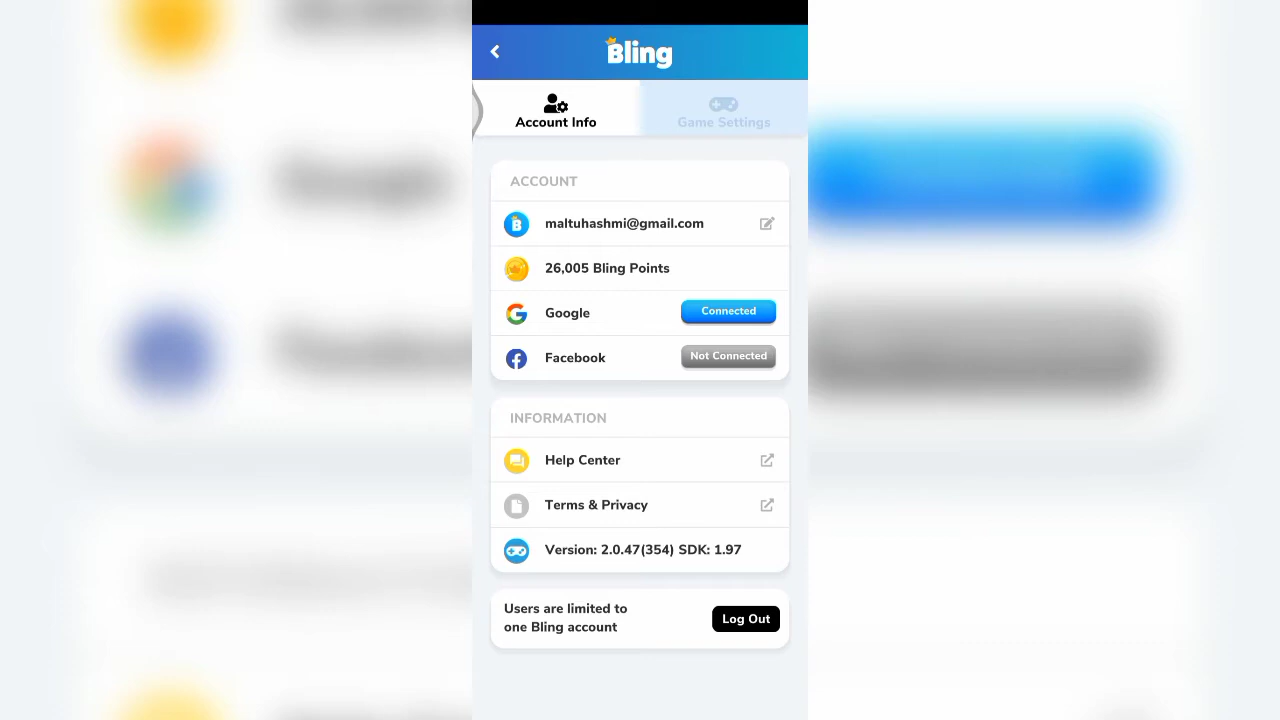 Bling
Account Info
Game Settings
ACCOUNT
maltuhashmi@gmail.com
26,005 Bling Points
Google
Connected
Facebook
Not Connected
INFORMATION
Help Center
Terms & Privacy
Version: 2.0.47(354) SDK: 1.97
Users are limited to
one Bling account
Log Out